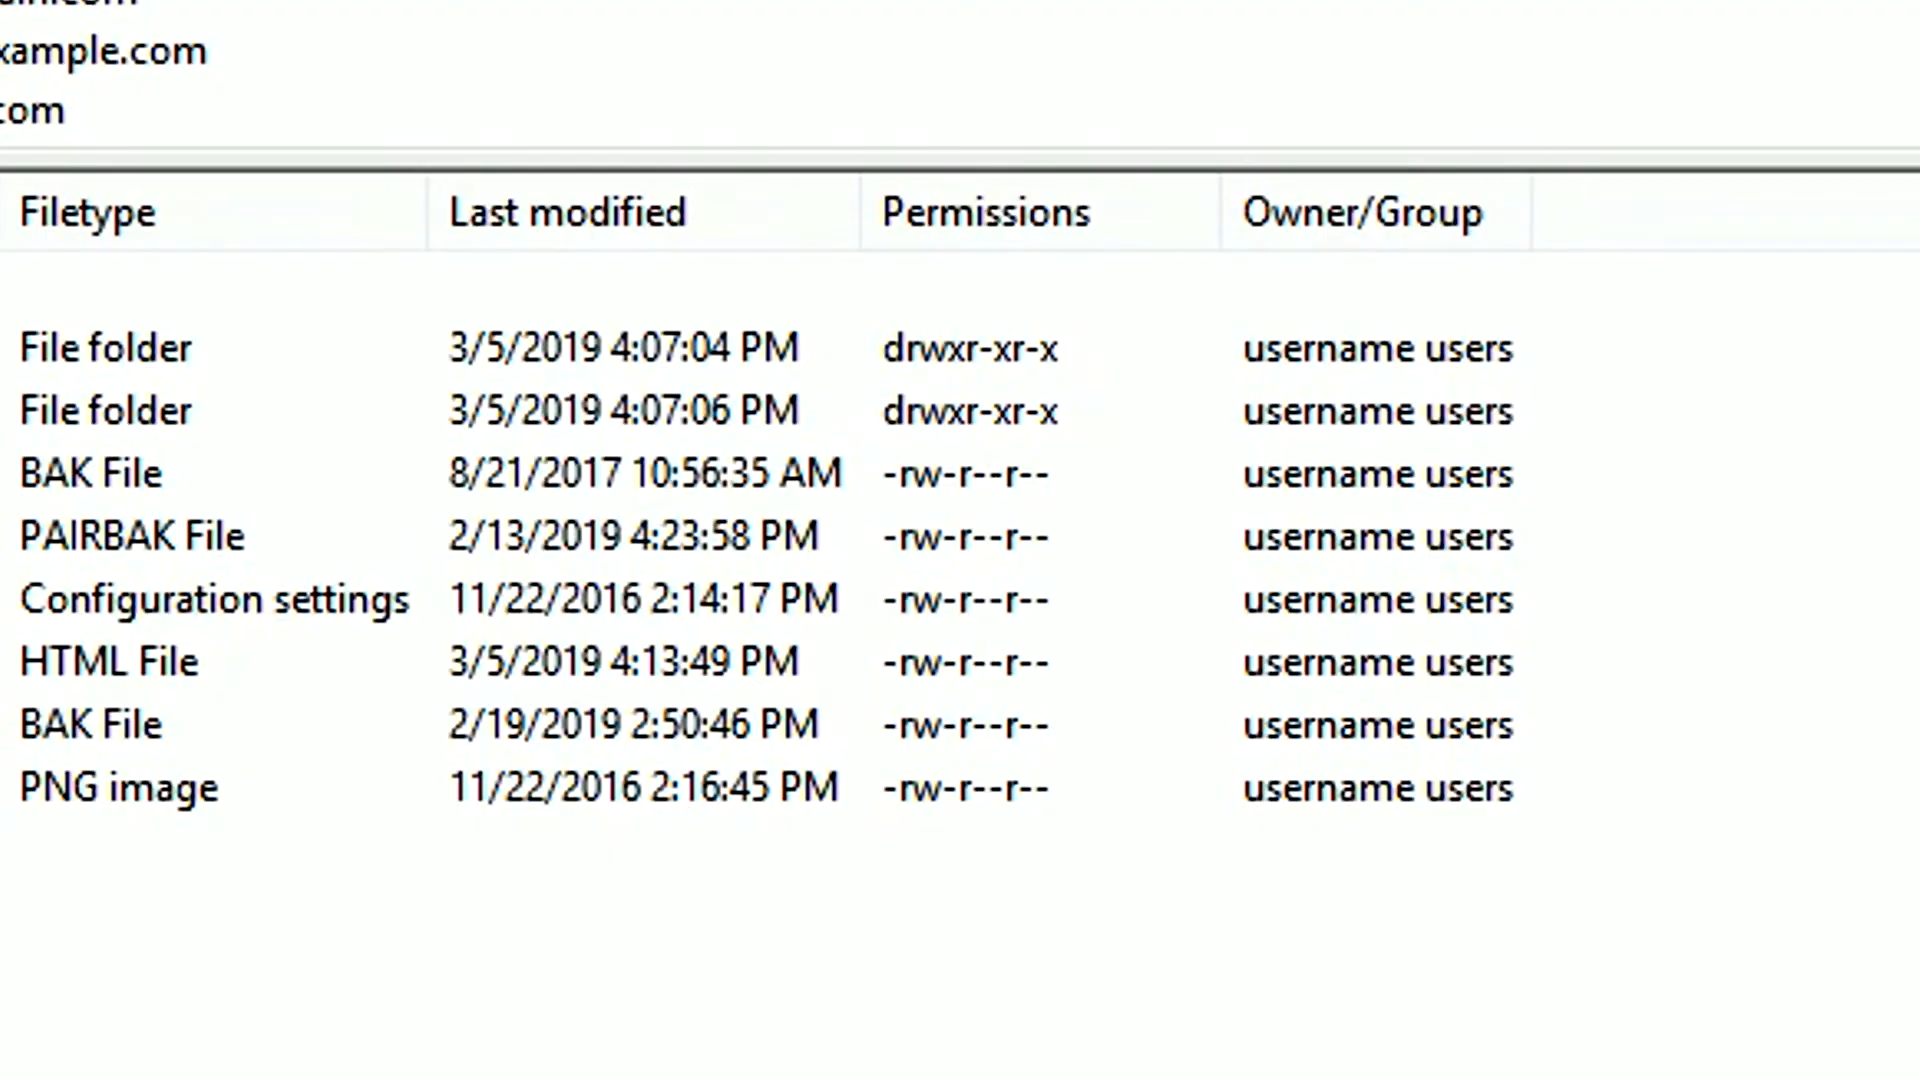 xample.com
com
Filetype Last modified Permissions Owner/Group
File folder 3/5/2019 4:07:04 PM drwxr-xr-x username users
File folder 3/5/2019 4:07:06 PM drwxr-xr-x username users
BAK File 8/21/2017 10:56:35 AM -rw-r--r-- username users
PAIRBAK File 2/13/2019 4:23:58 PM -rw-r--r-- username users
Configuration settings 11/22/2016 2:14:17 PM -rw-r--r-- username users
HTML File 3/5/2019 4:13:49 PM -rw-r--r-- username users
BAK File 2/19/2019 2:50:46 PM -rw-r--r-- username users
PNG image 11/22/2016 2:16:45 PM -rw-r--r-- username users